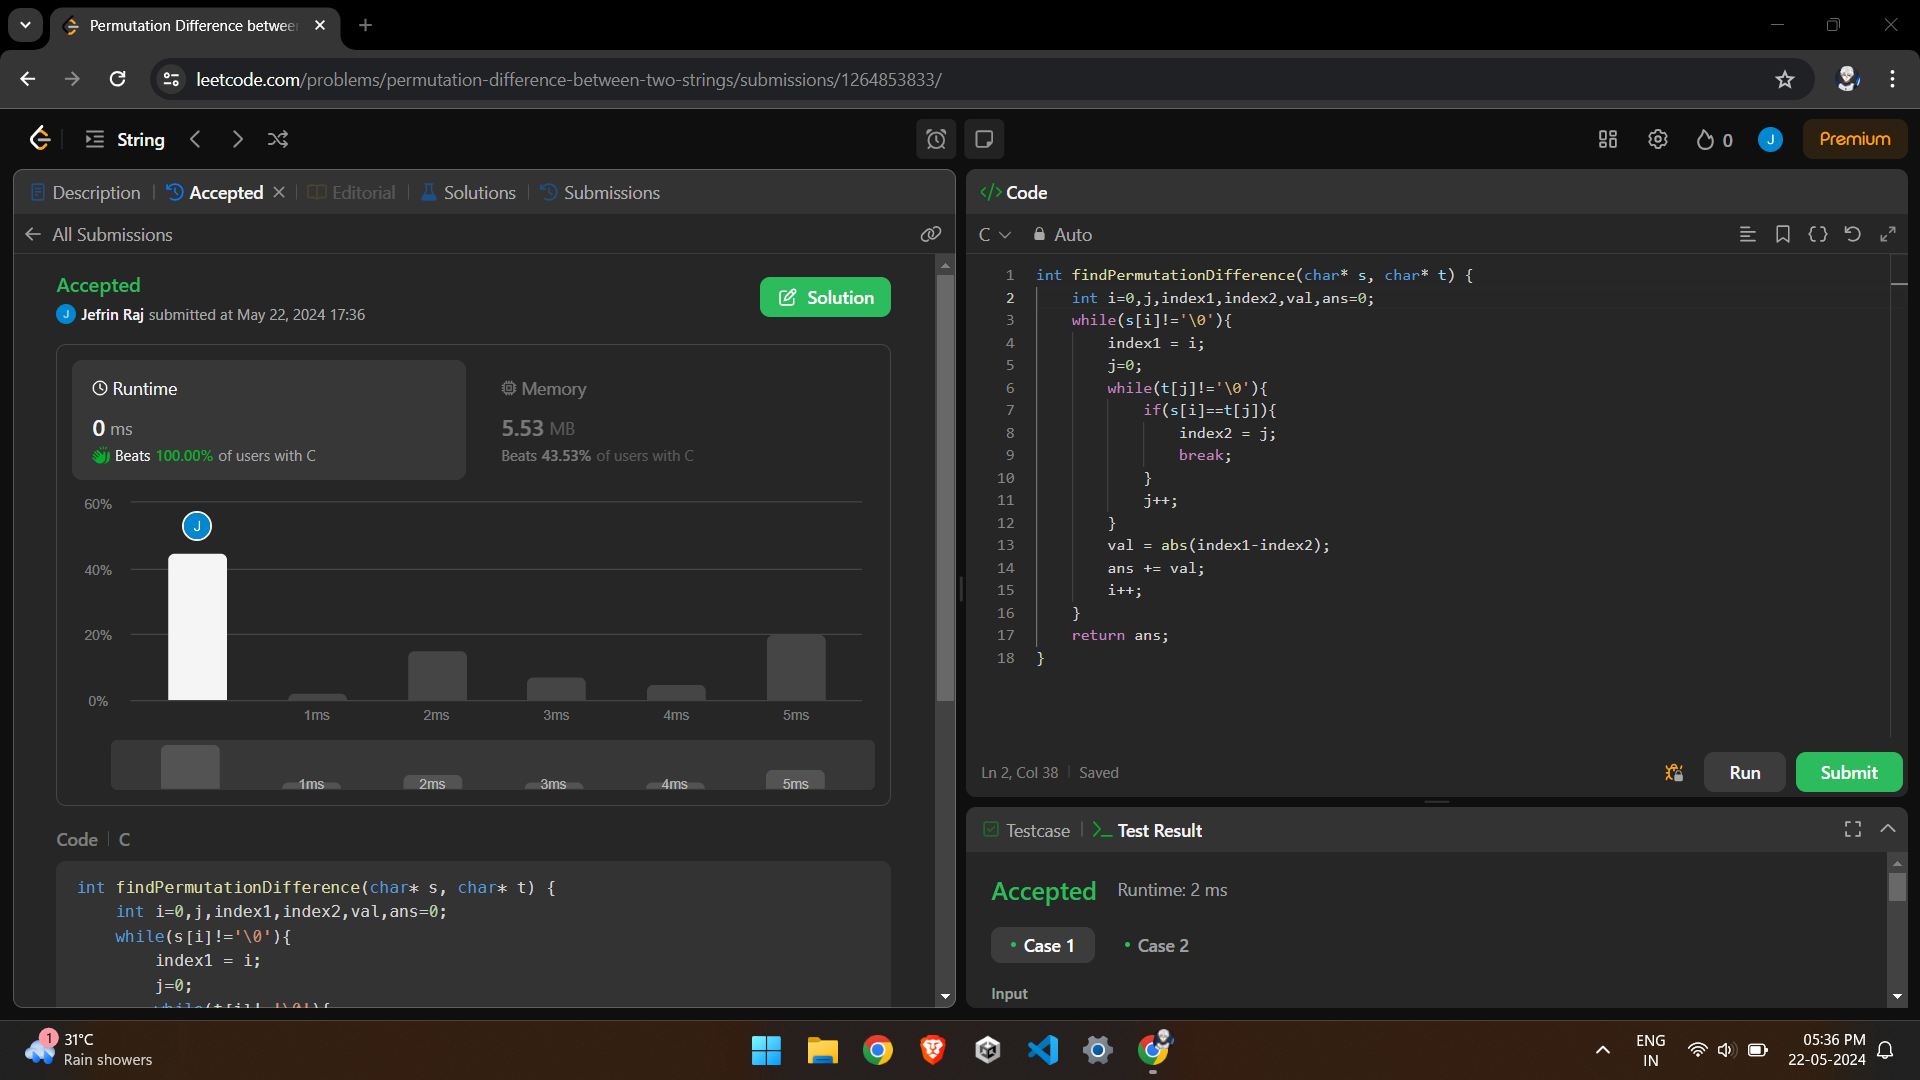 Permutation Difference betwee
leetcode.com/problems/permutation-difference-between-two-strings/submissions/1264853833/
String
0
J
Premium
Description
Accepted
Editorial
Solutions
Submissions
All Submissions
Accepted
Solution
J
Jefrin Raj submitted at May 22, 2024 17:36
Runtime
0 ms
Beats 100.00% of users with C
Memory
5.53 MB
Beats 43.53% of users with C
60%
J
40%
20%
0%
1ms
2ms
3ms
4ms
5ms
1ms
2ms
3ms
4ms
5ms
Code
C
int findPermutationDifference(char* s, char* t) {
int i=0,j,index1,index2,val,ans=0;
while(s[i]!='\0'){
index1 = i;
j=0;
while(t[j]!='\0'){
</> Code
C
Auto
1 int findPermutationDifference(char* s, char* t) {
2 int i=0,j,index1,index2,val,ans=0;
3 while(s[i]!='\0'){
4 index1 = i;
5 j=0;
6 while(t[j]!='\0'){
7 if(s[i]==t[j]){
8 index2 = j;
9 break;
10 }
11 j++;
12 }
13 val = abs(index1-index2);
14 ans += val;
15 i++;
16 }
17 return ans;
18 }
Ln 2, Col 38
Saved
Run
Submit
Testcase
Test Result
Accepted
Runtime: 2 ms
• Case 1
• Case 2
Input
1
31°C
Rain showers
ENG
IN
05:36 PM
22-05-2024